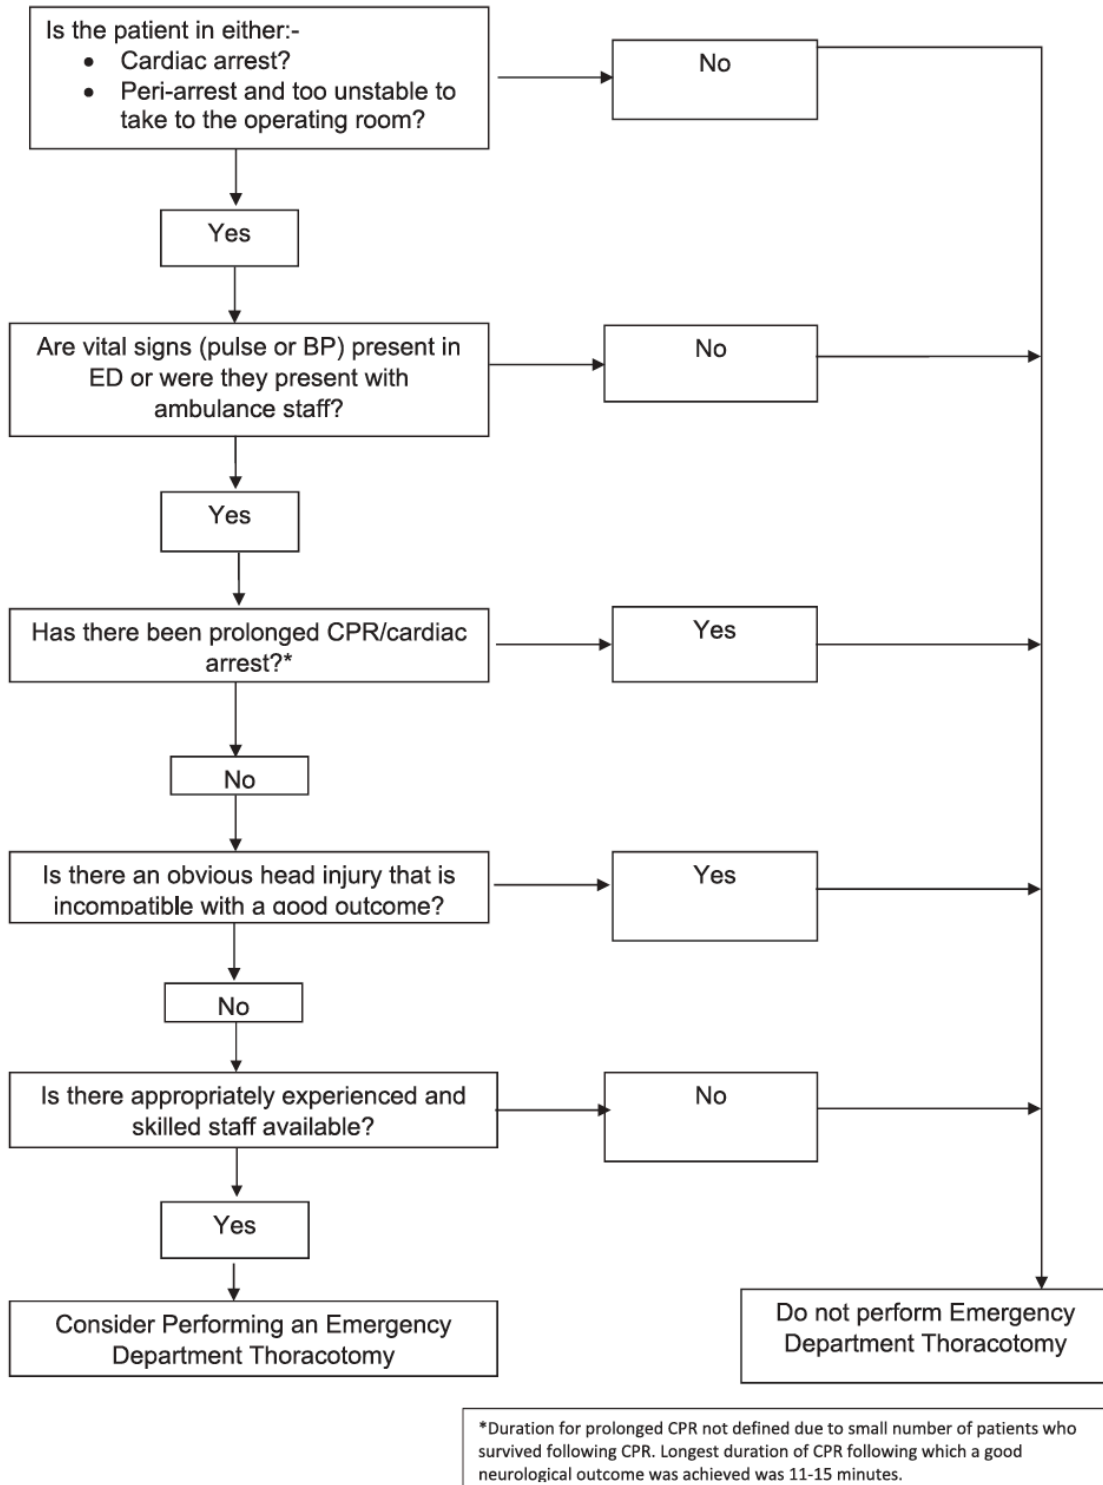 Is the patient in either:-
• Cardiac arrest?
• Peri-arrest and too unstable to
take to the operating room?
No
Yes
Are vital signs (pulse or BP) present in
ED or were they present with
ambulance staff?
No
Yes
Has there been prolonged CPR/cardiac
arrest?*
Yes
No
Is there an obvious head injury that is
incompatible with a good outcome?
Yes
No
Is there appropriately experienced and
skilled staff available?
No
Yes
Consider Performing an Emergency
Department Thoracotomy
Do not perform Emergency
Department Thoracotomy
*Duration for prolonged CPR not defined due to small number of patients who
survived following CPR. Longest duration of CPR following which a good
neurological outcome was achieved was 11-15 minutes.